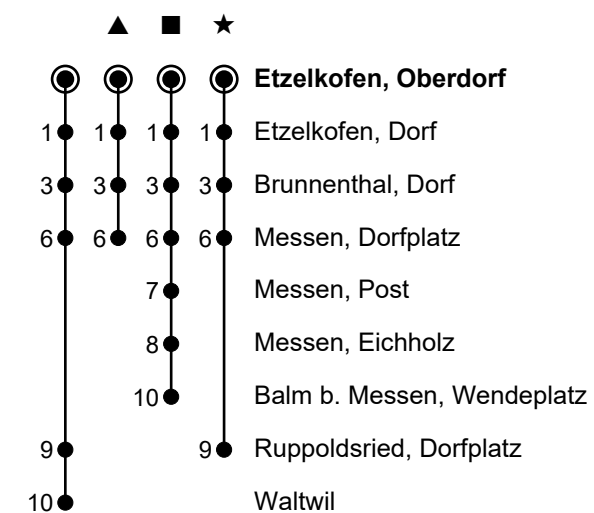 ▲ ■ ★
Etzelkofen, Oberdorf
1 1 1 1 Etzelkofen, Dorf
3 3 3 3 Brunnenthal, Dorf
6 6 6 6 Messen, Dorfplatz
7 Messen, Post
8 Messen, Eichholz
10 Balm b. Messen, Wendeplatz
9 9 Ruppoldsried, Dorfplatz
10 Waltwil